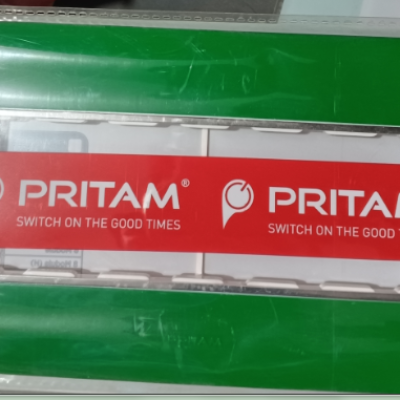 PRITAM® PRITAM
SWITCH ON THE GOOD TIMES SWITCH ON THE GOOD